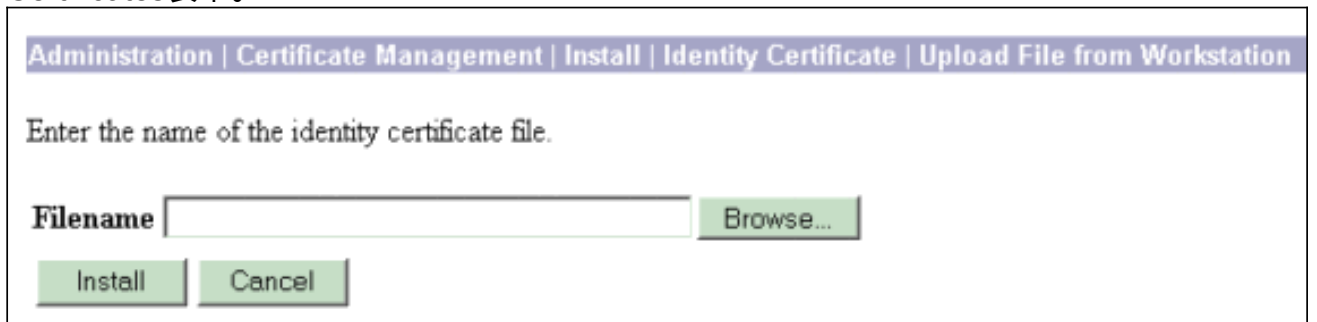 Administration | Certificate Management | Install | Identity Certificate | Upload File from Workstation
Enter the name of the identity certificate file.
Filename Browse...
Install Cancel